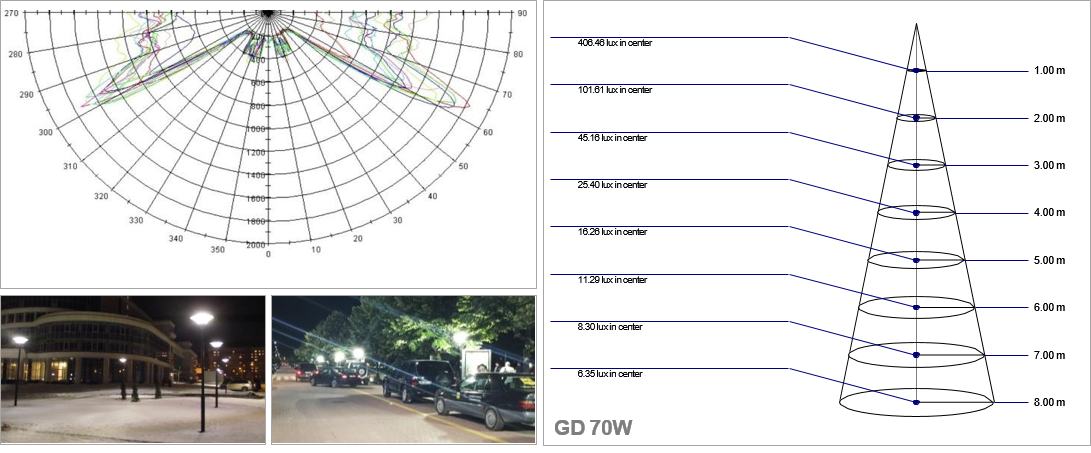 270
90
280
80
290
70
300
60
310
50
320
40
330
30
340
20
350
10
0
600
800
1000
1200
1400
1600
1800
2000
406.46 lux in center
1.00 m
101.61 lux in center
2.00 m
45.16 lux in center
3.00 m
25.40 lux in center
4.00 m
16.26 lux in center
5.00 m
11.29 lux in center
6.00 m
8.30 lux in center
7.00 m
6.35 lux in center
8.00 m
GD 70W